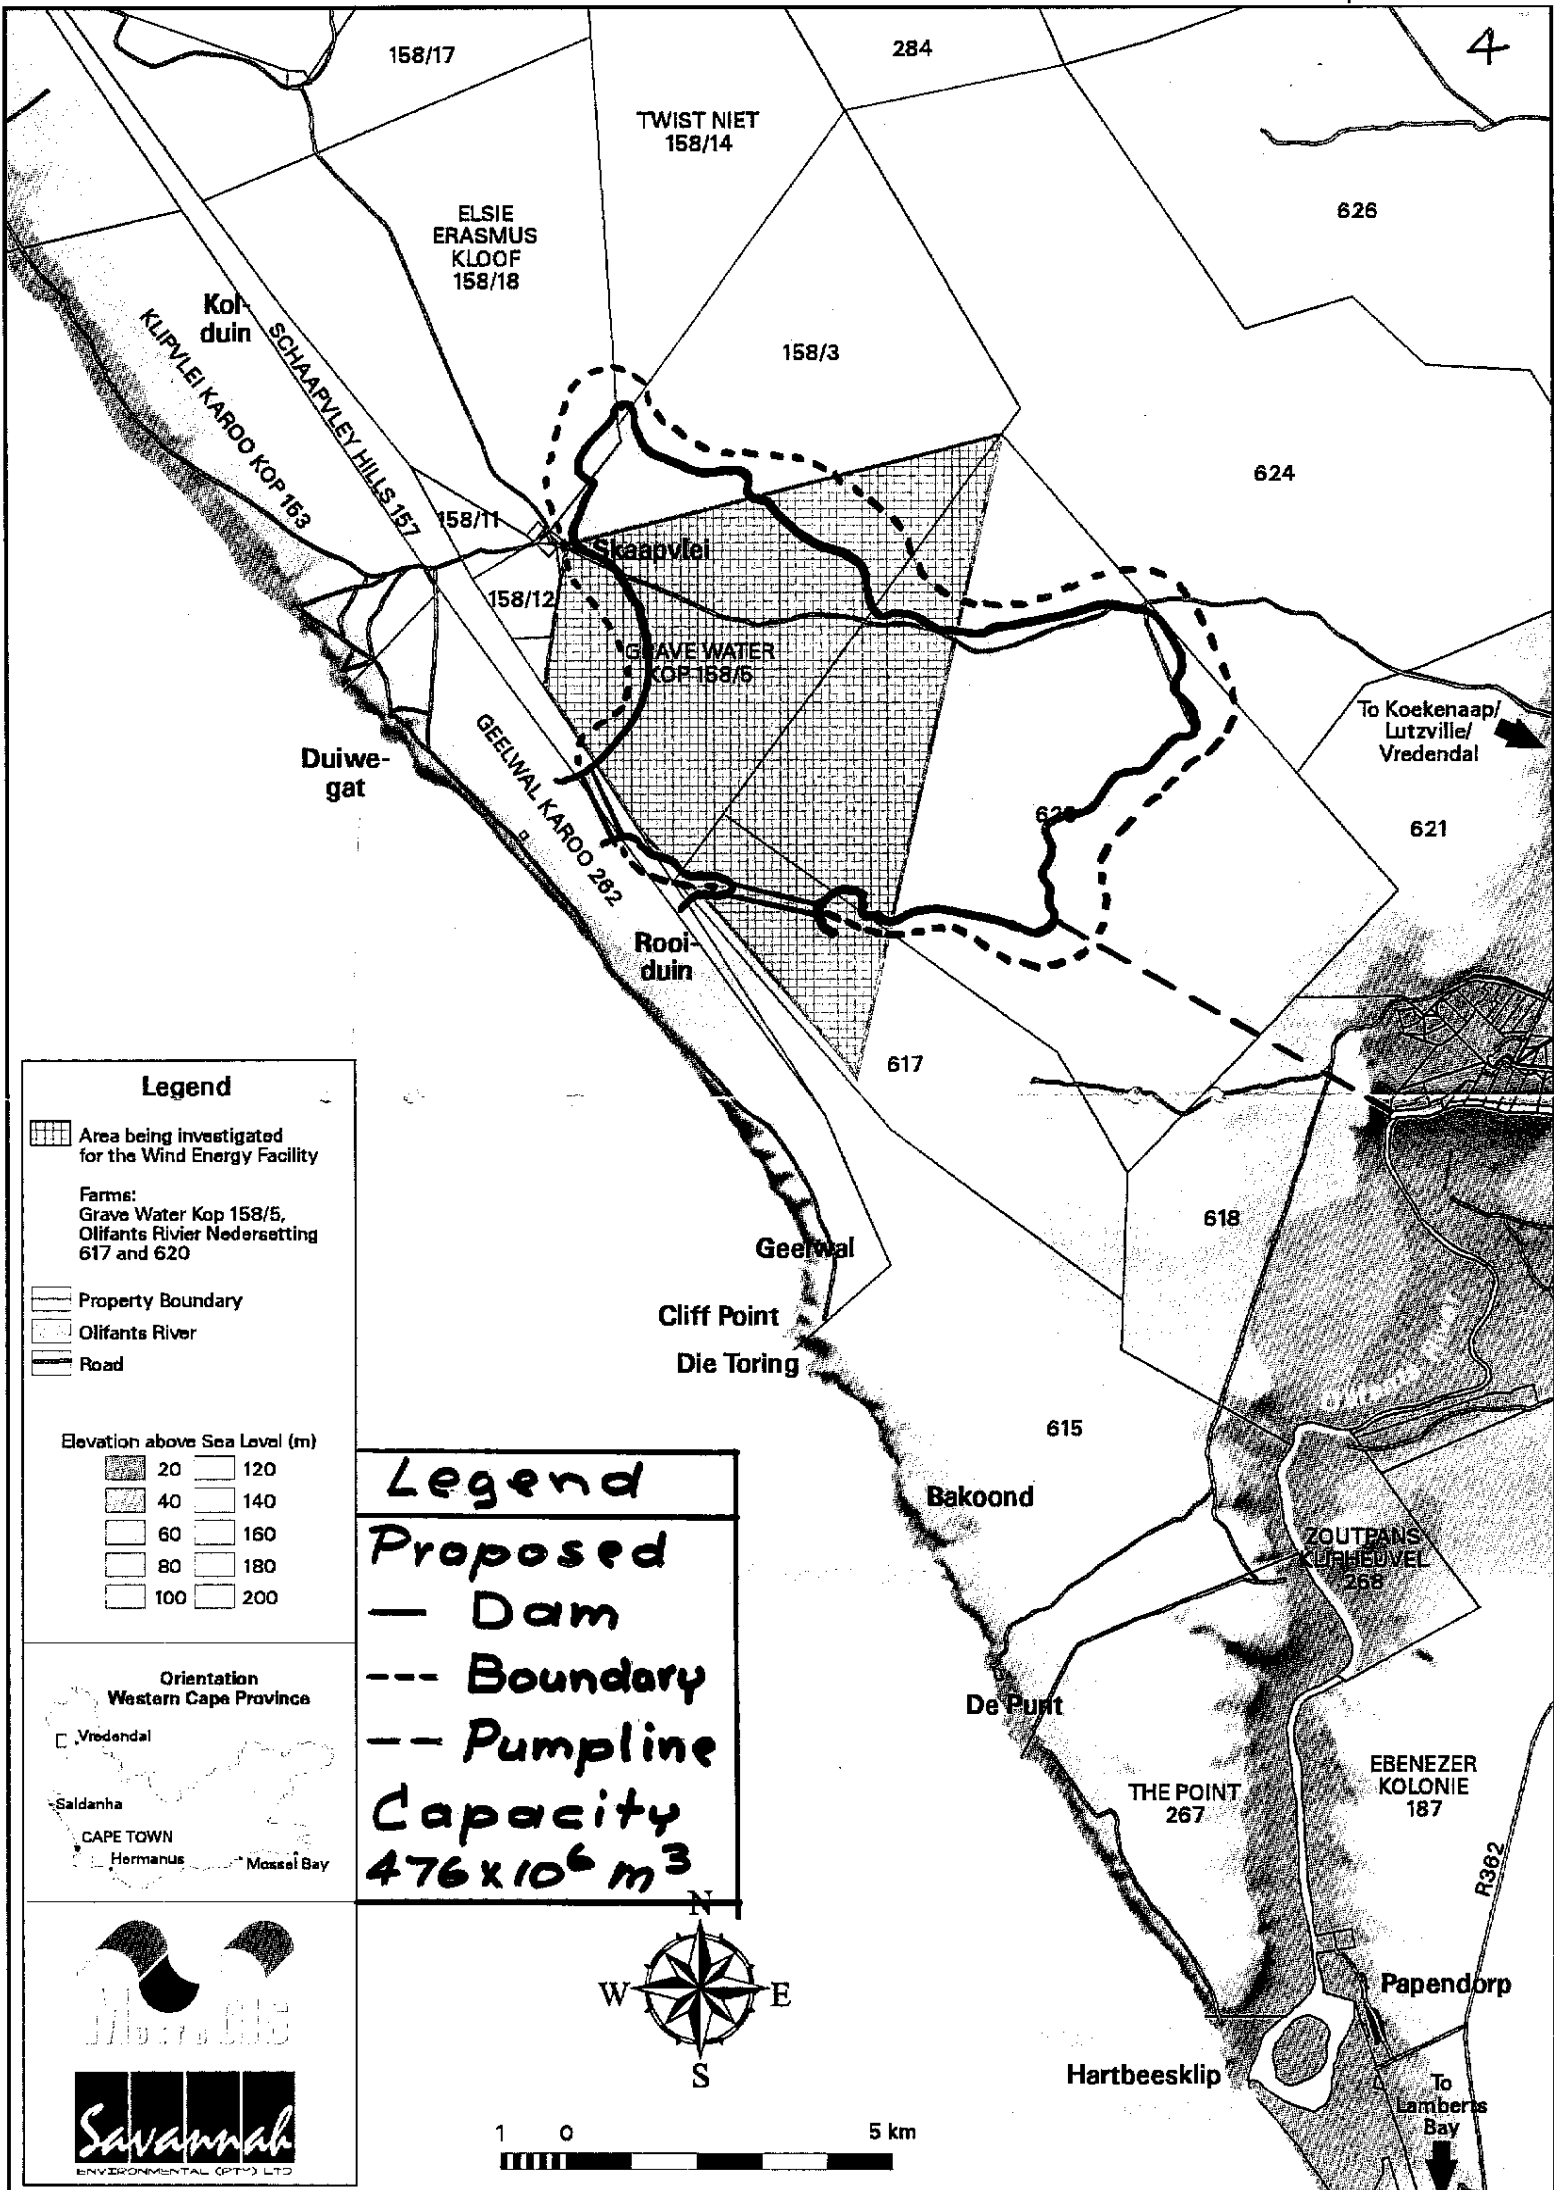 4
158/17
284
TWIST NIET
158/14
626
ELSIE
ERASMUS
KLOOF
158/18
Kol-
duin
KLIPVLEI KAROO KOP 153
SCHAAPVLEY HILLS 157
158/3
624
158/11
Skaapvlei
158/12
GRAVE WATER
KOP 158/5
To Koekenaap/
Lutzville/
Vredendal
Duiwe-
gat
GEELWAL KAROO 262
621
Rooi-
duin
617
Legend
Area being investigated
for the Wind Energy Facility
Farms:
Grave Water Kop 158/5,
Olifants Rivier Nedersetting
617 and 620
Property Boundary
Olifants River
Road
Elevation above Sea Level (m)
20 120
40 140
60 160
80 180
100 200
Orientation
Western Cape Province
Vredendal
Saldanha
CAPE TOWN
Hermanus
Mossel Bay
Savannah
ENVIRONMENTAL (PTY) LTD
618
Geelwal
Cliff Point
Die Toring
Olifants River
615
Bakoond
ZOUTPANS
KLIPHEUVEL
268
Legend
Proposed
Dam
Boundary
Pumpline
Capacity
476 x 10⁶ m³
De Punt
THE POINT
267
EBENEZER
KOLONIE
187
R362
N
W E
S
Papendorp
Hartbeesklip
To
Lamberts
Bay
1 0 5 km